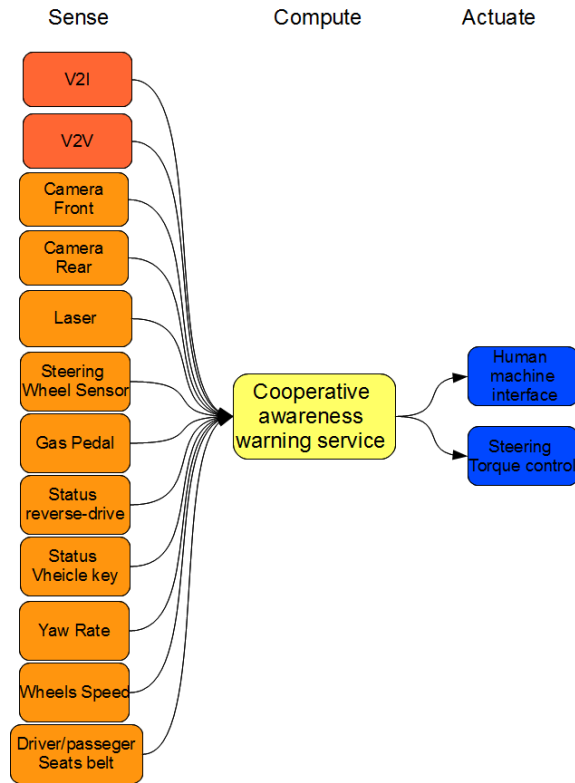 Sense
Compute
Actuate
V2I
V2V
Camera
Front
Camera
Rear
Laser
Steering
Wheel Sensor
Gas Pedal
Status
reverse-drive
Status
Vheicle key
Yaw Rate
Wheels Speed
Driver/passeger
Seats belt
Cooperative
awareness
warning service
Human
machine
interface
Steering
Torque control